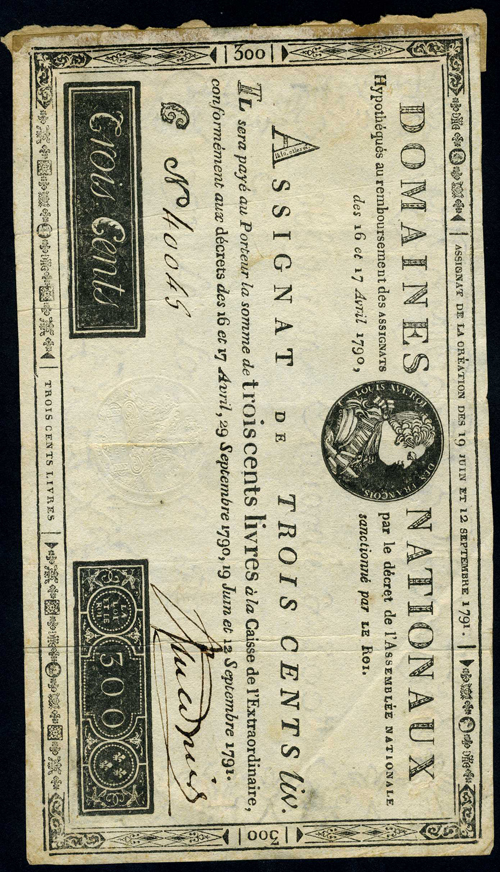 ASSIGNAT DE LA CRÉATION DES 19 JUIN ET 12 SEPTEMBRE 1791.
300
DOMAINES NATIONAUX
Hypothéqués au remboursement des ASSIGNATS
des 16 et 17 Avril 1790,
LOUIS XVI. ROI DES FRANÇOIS
par le décret de l'ASSEMBLÉE NATIONALE
sanctionné par LE ROI.
ASSIGNAT DE TROIS CENTS liv.
IL sera payé au Porteur la somme de trois cents livres à la Caisse de l'Extraordinaire,
conformément aux décrets des 16 et 17 Avril, 29 Septembre 1790, 19 Juin et 12 Septembre 1791.
G No 40045
Trois Cents
LA LOI ET LE ROI
300
TROIS CENTS LIVRES
300